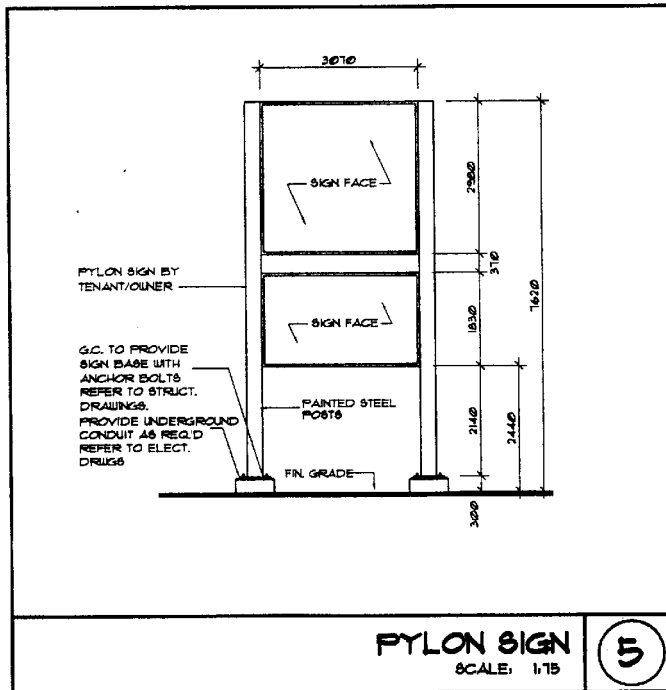 3070
SIGN FACE
2980
370
PYLON SIGN BY
TENANT/OWNER
7620
1830
SIGN FACE
G.C. TO PROVIDE
SIGN BASE WITH
ANCHOR BOLTS
REFER TO STRUCT.
DRAWINGS.
PROVIDE UNDERGROUND
CONDUIT AS REQ'D
REFER TO ELECT.
DRWGS
PAINTED STEEL
POSTS
2140
2440
FIN. GRADE
300
PYLON SIGN
SCALE: 1:75
5